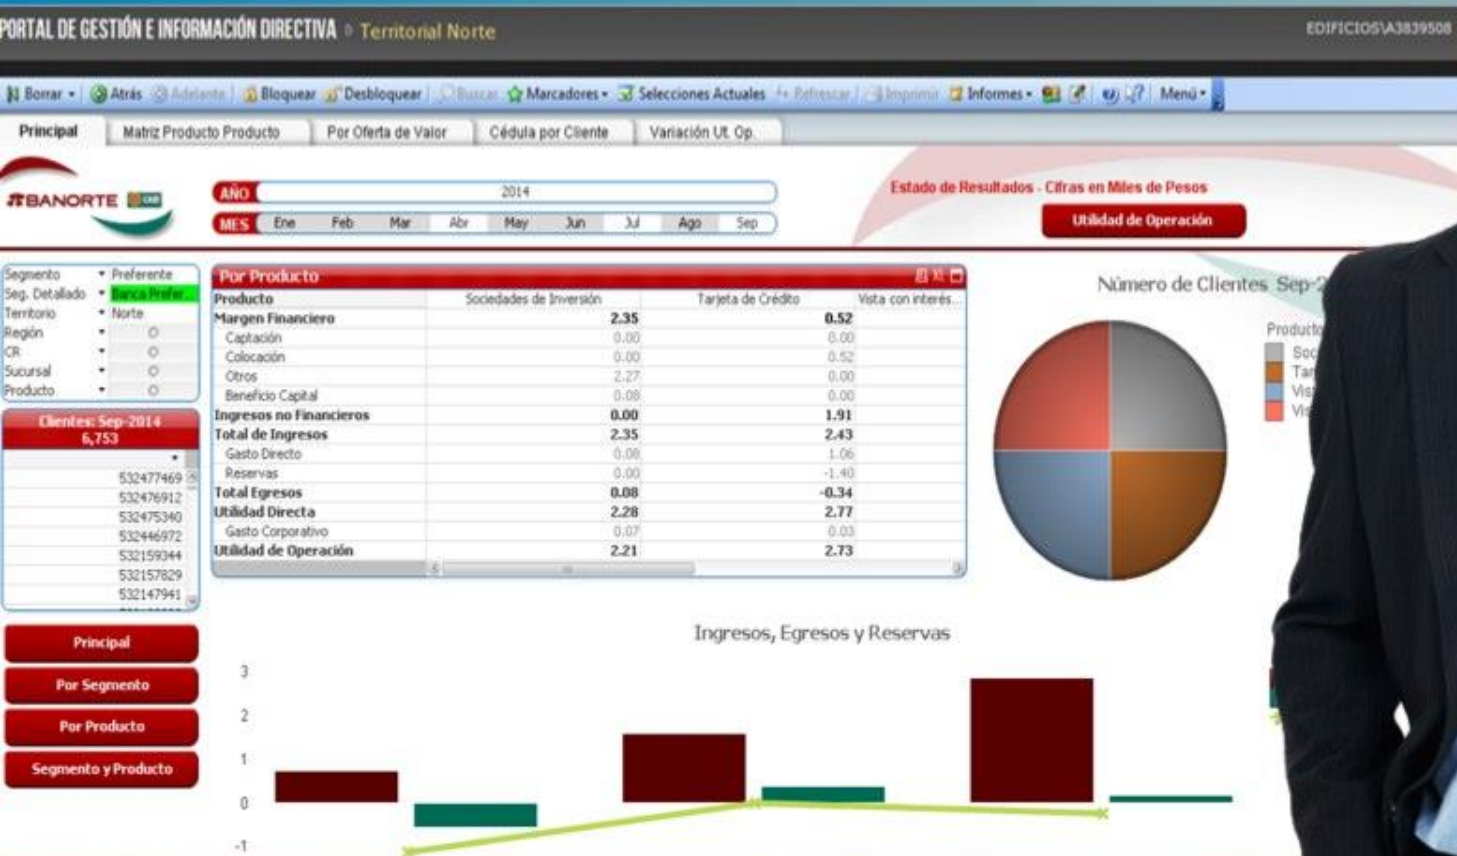 PORTAL DE GESTIÓN E INFORMACIÓN DIRECTIVA Territorial Norte
EDIFICIOS\A3839508
Borrar Atrás Adelante Bloquear Desbloquear Buscar Marcadores Selecciones Actuales Refrescar Imprimir Informes Menú
Principal Matriz Producto Producto Por Oferta de Valor Cédula por Cliente Variación Ut. Op.
BANORTE
AÑO 2014
MES Ene Feb Mar Abr May Jun Jul Ago Sep
Estado de Resultados - Cifras en Miles de Pesos
Utilidad de Operación
Segmento Preferente
Seg. Detallado Banca Prefer...
Territorio Norte
Región
CR
Sucursal
Producto
Clientes: Sep-2014
6,753
532477469
532476912
532475340
532446972
532159344
532157829
532147941
Principal
Por Segmento
Por Producto
Segmento y Producto
Por Producto
Producto Sociedades de Inversión Tarjeta de Crédito Vista con interés...
Margen Financiero 2.35 0.52
Captación 0.00 0.00
Colocación 0.00 0.52
Otros 2.27 0.00
Beneficio Capital 0.08 0.00
Ingresos no Financieros 0.00 1.91
Total de Ingresos 2.35 2.43
Gasto Directo 0.08 1.06
Reservas 0.00 -1.40
Total Egresos 0.08 -0.34
Utilidad Directa 2.28 2.77
Gasto Corporativo 0.07 0.03
Utilidad de Operación 2.21 2.73
Número de Clientes Sep-2
Producto
Soc
Tar
Vis
Vis
Ingresos, Egresos y Reservas
3
2
1
0
-1